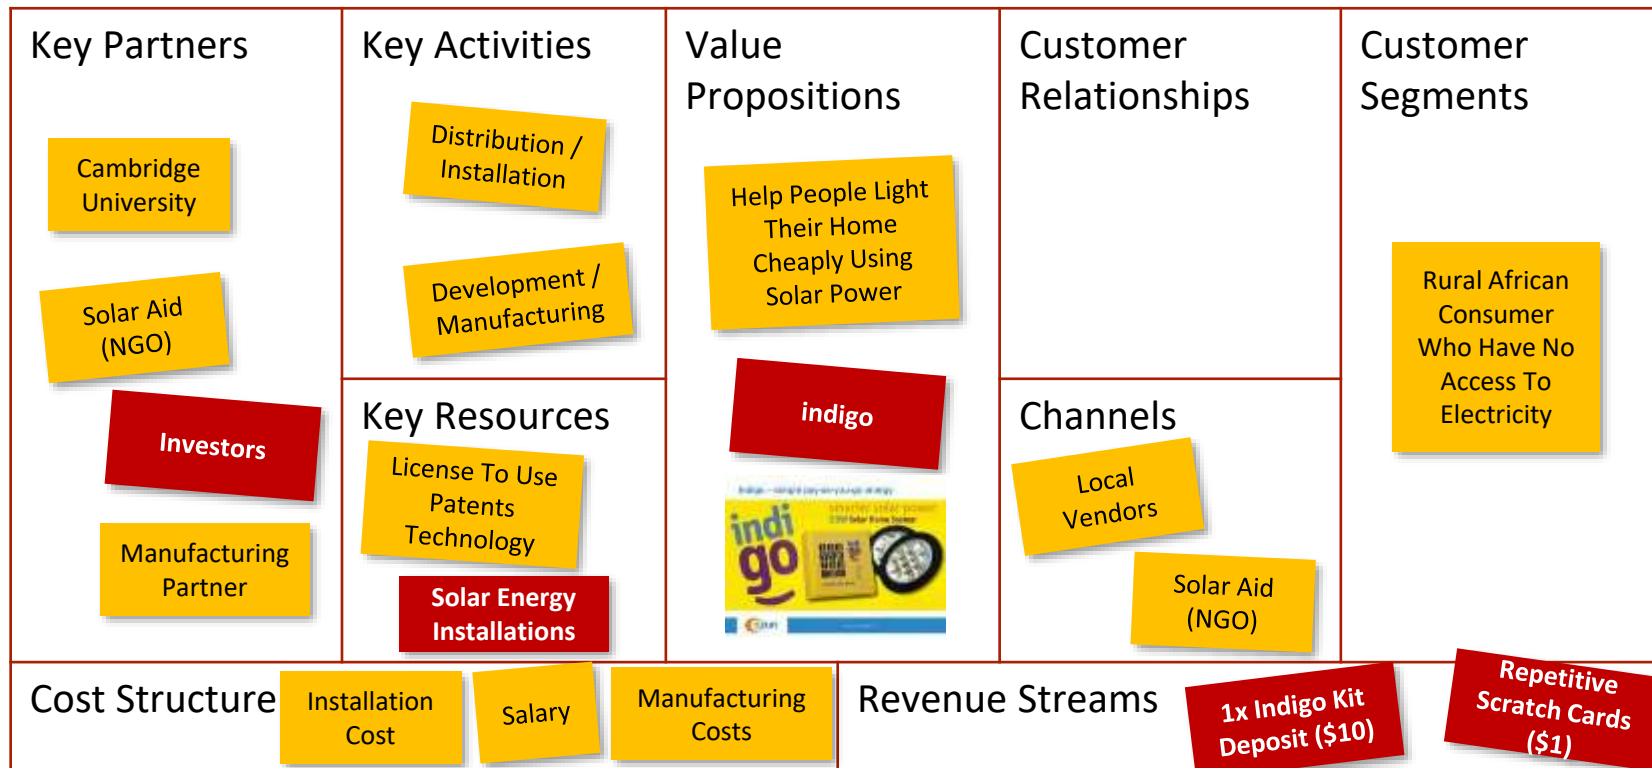 Key Partners
Cambridge
University
Solar Aid
(NGO)
Investors
Manufacturing
Partner
Key Activities
Distribution /
Installation
Development /
Manufacturing
Key Resources
License To Use
Patents
Technology
Solar Energy
Installations
Value
Propositions
Help People Light
Their Home
Cheaply Using
Solar Power
indigo
indi
go
Customer
Relationships
Channels
Local
Vendors
Solar Aid
(NGO)
Customer
Segments
Rural African
Consumer
Who Have No
Access To
Electricity
Cost Structure
Installation
Cost
Salary
Manufacturing
Costs
Revenue Streams
1x Indigo Kit
Deposit ($10)
Repetitive
Scratch Cards
($1)